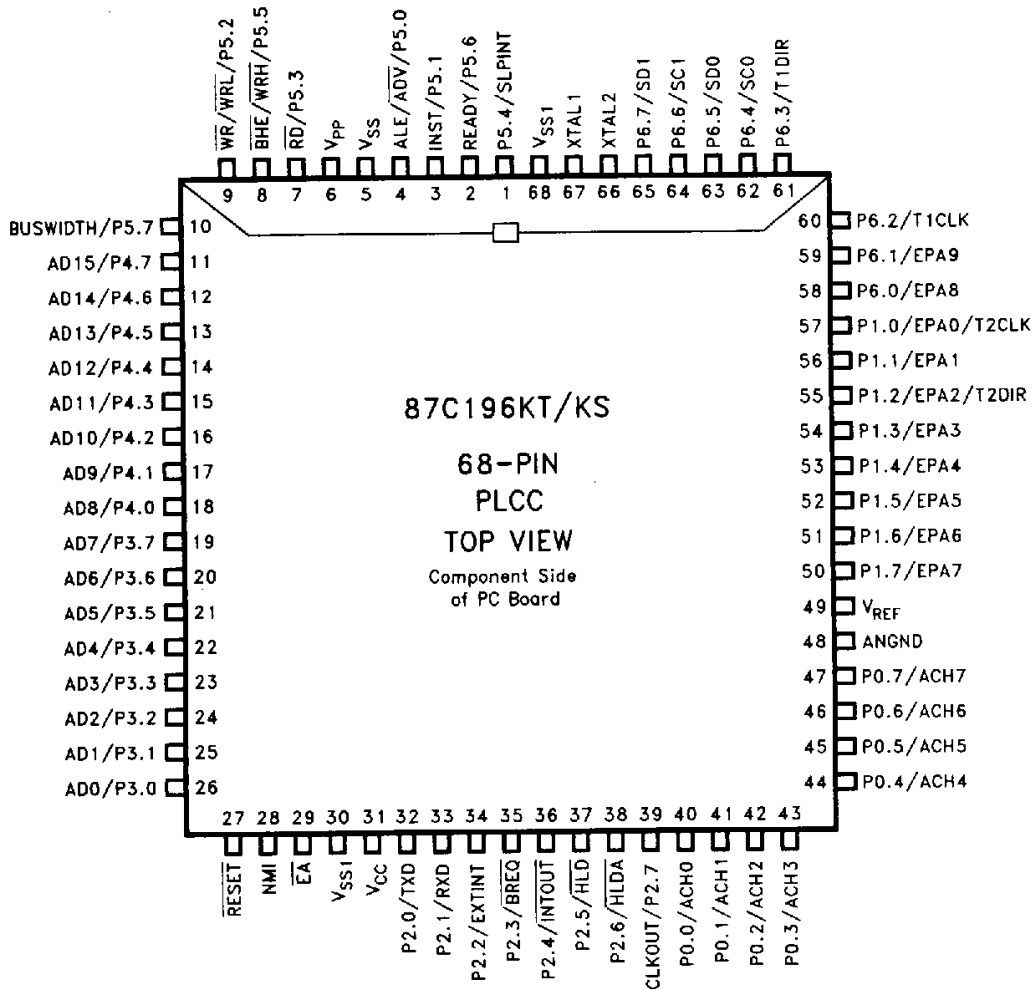 W̅R̅/W̅R̅L̅/P5.2
B̅H̅E̅/W̅R̅H̅/P5.5
R̅D̅/P5.3
VPP
VSS
ALE/A̅D̅V̅/P5.0
INST/P5.1
READY/P5.6
P5.4/SLPINT
VSS1
XTAL1
XTAL2
P6.7/SD1
P6.6/SC1
P6.5/SD0
P6.4/SC0
P6.3/T1DIR
9 8 7 6 5 4 3 2 1 68 67 66 65 64 63 62 61
BUSWIDTH/P5.7 10
AD15/P4.7 11
AD14/P4.6 12
AD13/P4.5 13
AD12/P4.4 14
AD11/P4.3 15
AD10/P4.2 16
AD9/P4.1 17
AD8/P4.0 18
AD7/P3.7 19
AD6/P3.6 20
AD5/P3.5 21
AD4/P3.4 22
AD3/P3.3 23
AD2/P3.2 24
AD1/P3.1 25
AD0/P3.0 26
87C196KT/KS
68-PIN
PLCC
TOP VIEW
Component Side
of PC Board
60 P6.2/T1CLK
59 P6.1/EPA9
58 P6.0/EPA8
57 P1.0/EPA0/T2CLK
56 P1.1/EPA1
55 P1.2/EPA2/T2DIR
54 P1.3/EPA3
53 P1.4/EPA4
52 P1.5/EPA5
51 P1.6/EPA6
50 P1.7/EPA7
49 VREF
48 ANGND
47 P0.7/ACH7
46 P0.6/ACH6
45 P0.5/ACH5
44 P0.4/ACH4
27 28 29 30 31 32 33 34 35 36 37 38 39 40 41 42 43
R̅E̅S̅E̅T̅
NMI
E̅A̅
VSS1
VCC
P2.0/TXD
P2.1/RXD
P2.2/EXTINT
P2.3/B̅R̅E̅Q̅
P2.4/I̅N̅T̅O̅U̅T̅
P2.5/H̅L̅D̅
P2.6/H̅L̅D̅A̅
CLKOUT/P2.7
P0.0/ACH0
P0.1/ACH1
P0.2/ACH2
P0.3/ACH3